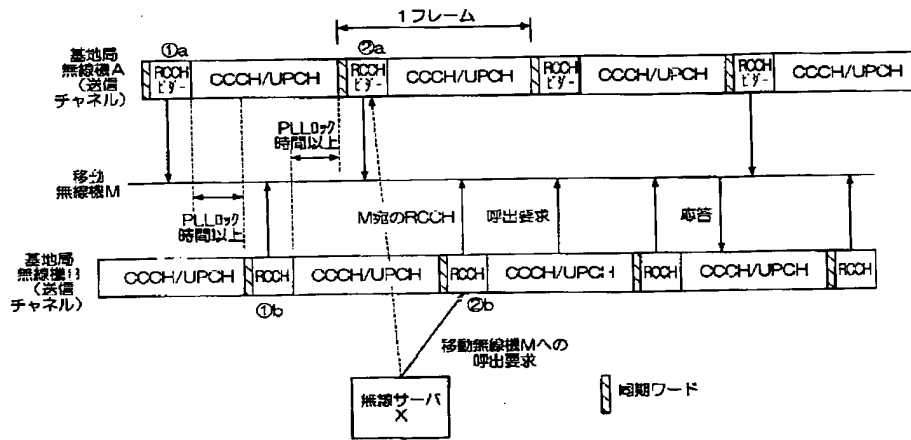 1フレーム
①a
②a
基地局
無線機A
(送信
チャネル)
RCCH
ビジー
CCCH/UPCH
RCCH
ビジー
CCCH/UPCH
RCCH
ビジー
CCCH/UPCH
RCCH
ビジー
CCCH/UPCH
PLLロック
時間以上
移動
無線機M
PLLロック
時間以上
M宛のRCCH
呼出要求
応答
基地局
無線機B
(送信
チャネル)
CCCH/UPCH
RCCH
CCCH/UPCH
RCCH
CCCH/UPCH
RCCH
CCCH/UPCH
RCCH
①b
②b
移動無線機Mへの
呼出要求
無線サーバ
X
同期ワード